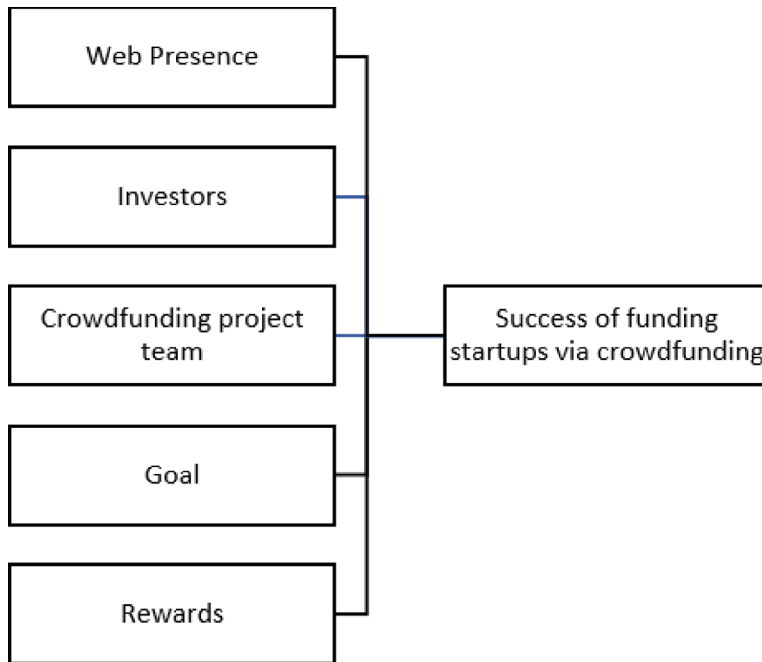 Web Presence
Investors
Crowdfunding project
team
Success of funding
startups via crowdfunding
Goal
Rewards